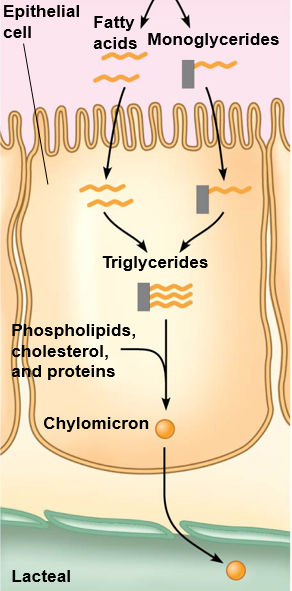 Epithelial
cell
Fatty
acids
Monoglycerides
Triglycerides
Phospholipids,
cholesterol,
and proteins
Chylomicron
Lacteal